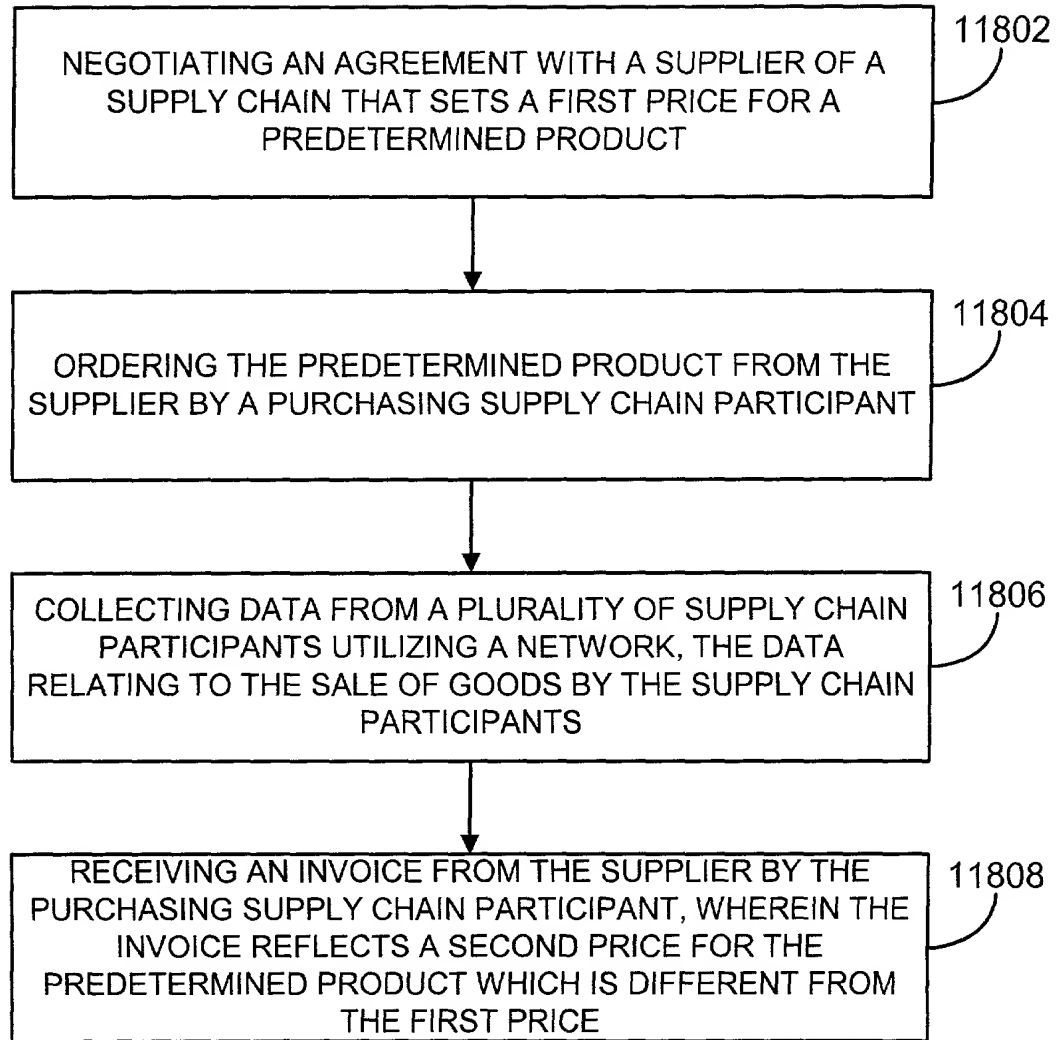 11802
NEGOTIATING AN AGREEMENT WITH A SUPPLIER OF A
SUPPLY CHAIN THAT SETS A FIRST PRICE FOR A
PREDETERMINED PRODUCT
11804
ORDERING THE PREDETERMINED PRODUCT FROM THE
SUPPLIER BY A PURCHASING SUPPLY CHAIN PARTICIPANT
11806
COLLECTING DATA FROM A PLURALITY OF SUPPLY CHAIN
PARTICIPANTS UTILIZING A NETWORK, THE DATA
RELATING TO THE SALE OF GOODS BY THE SUPPLY CHAIN
PARTICIPANTS
11808
RECEIVING AN INVOICE FROM THE SUPPLIER BY THE
PURCHASING SUPPLY CHAIN PARTICIPANT, WHEREIN THE
INVOICE REFLECTS A SECOND PRICE FOR THE
PREDETERMINED PRODUCT WHICH IS DIFFERENT FROM
THE FIRST PRICE